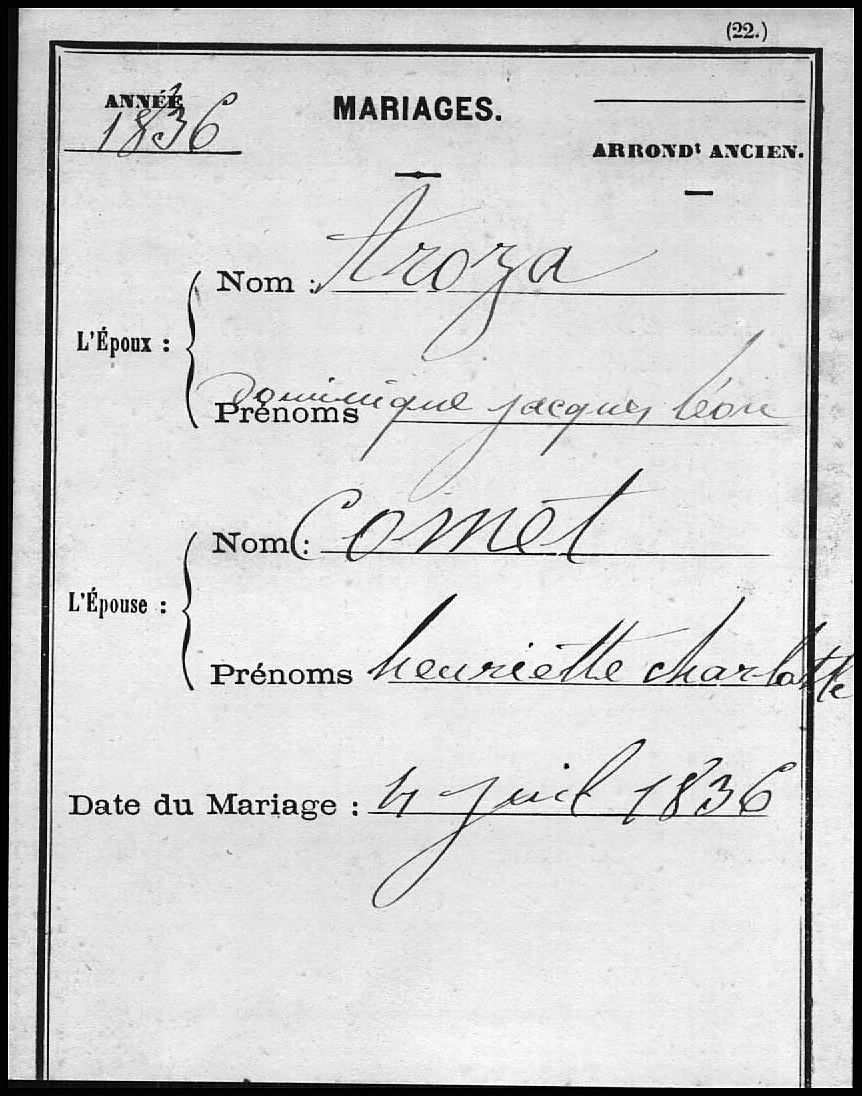 (22.)
ANNÉE
1836
MARIAGES.
ARRONDt ANCIEN.
Nom : Aroza
L'Époux :
Prénoms Dominique jacques Léon
Nom : Comet
L'Épouse :
Prénoms henriette charlotte
Date du Mariage : 4 juil 1836